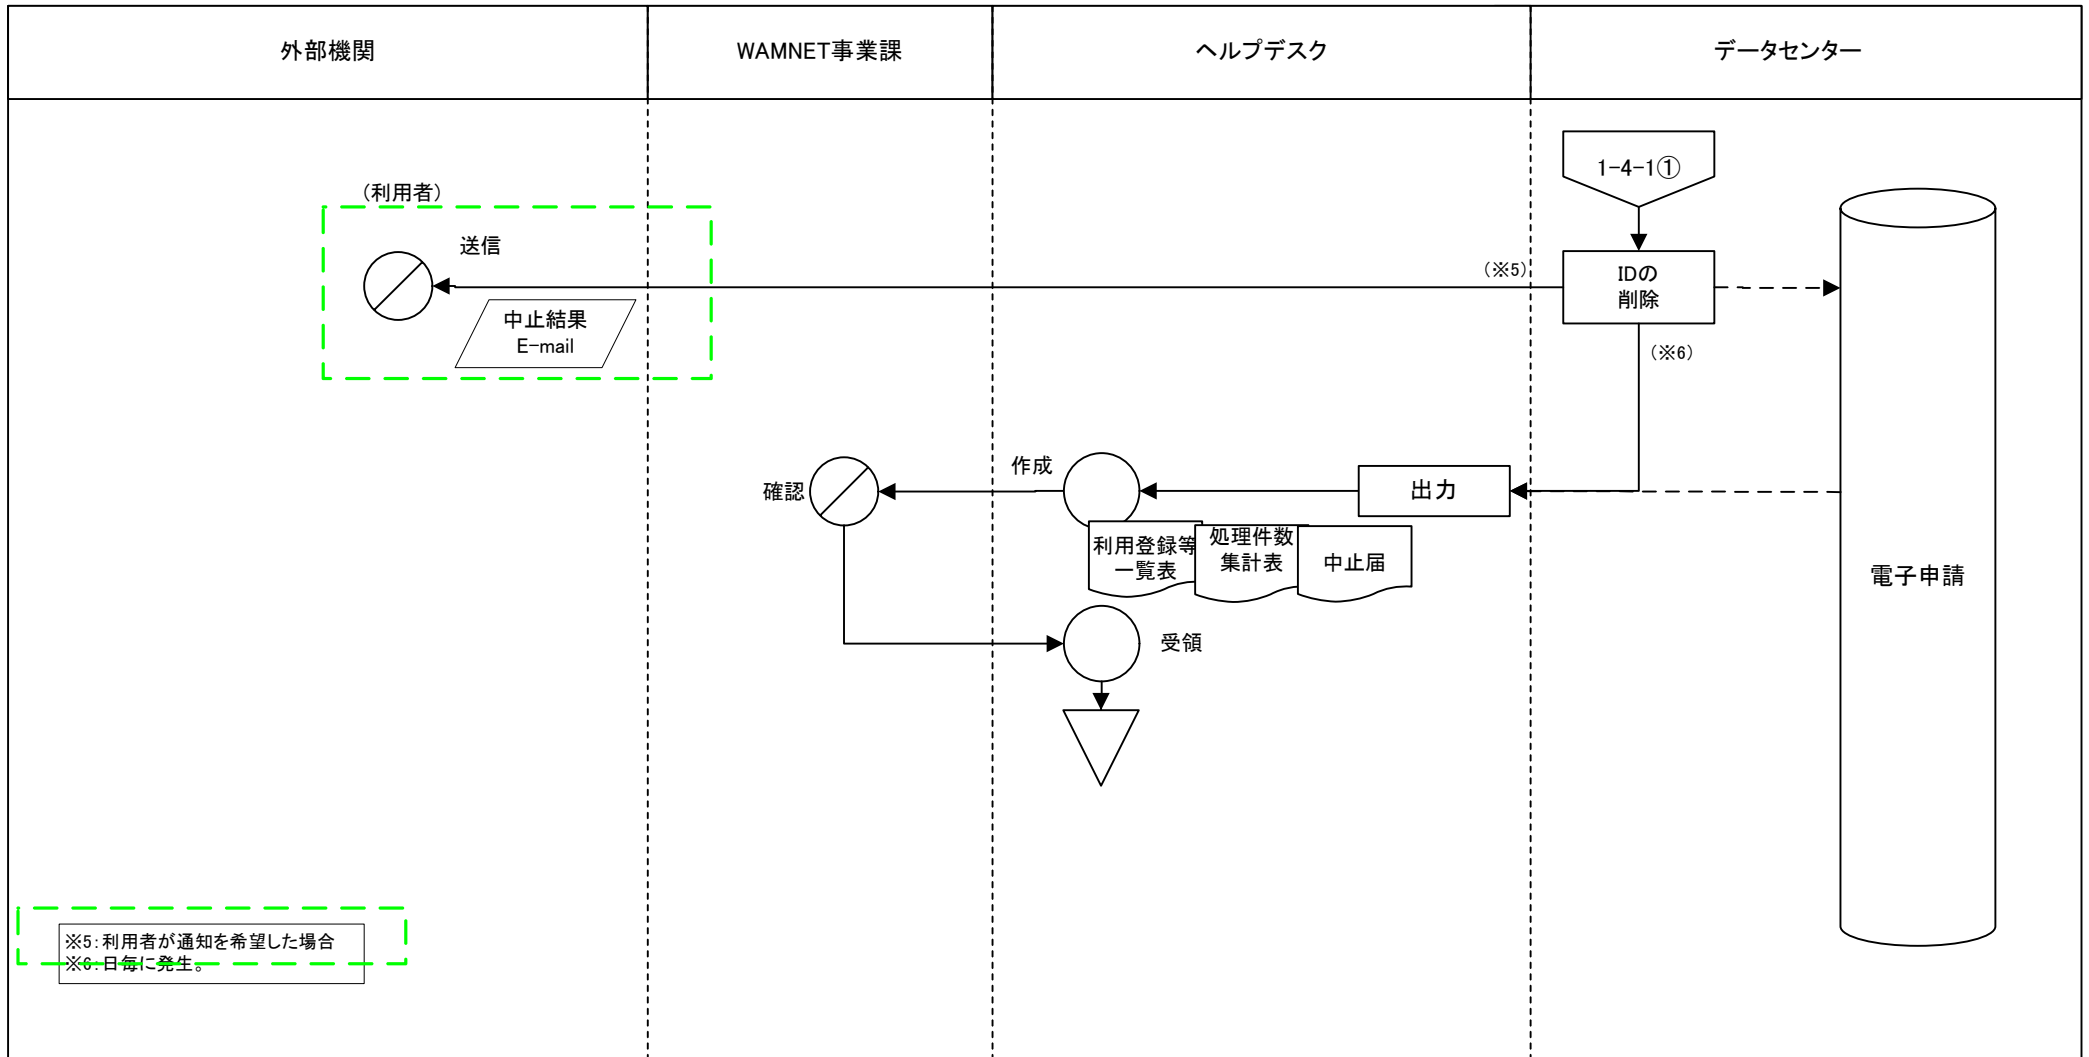 外部機関
WAMNET事業課
ヘルプデスク
データセンター
1-4-1①
(利用者)
送信
(※5)
IDの
削除
中止結果
E-mail
(※6)
作成
確認
出力
利用登録等
一覧表
処理件数
集計表
中止届
電子申請
受領
※5:利用者が通知を希望した場合
※6:日毎に発生。